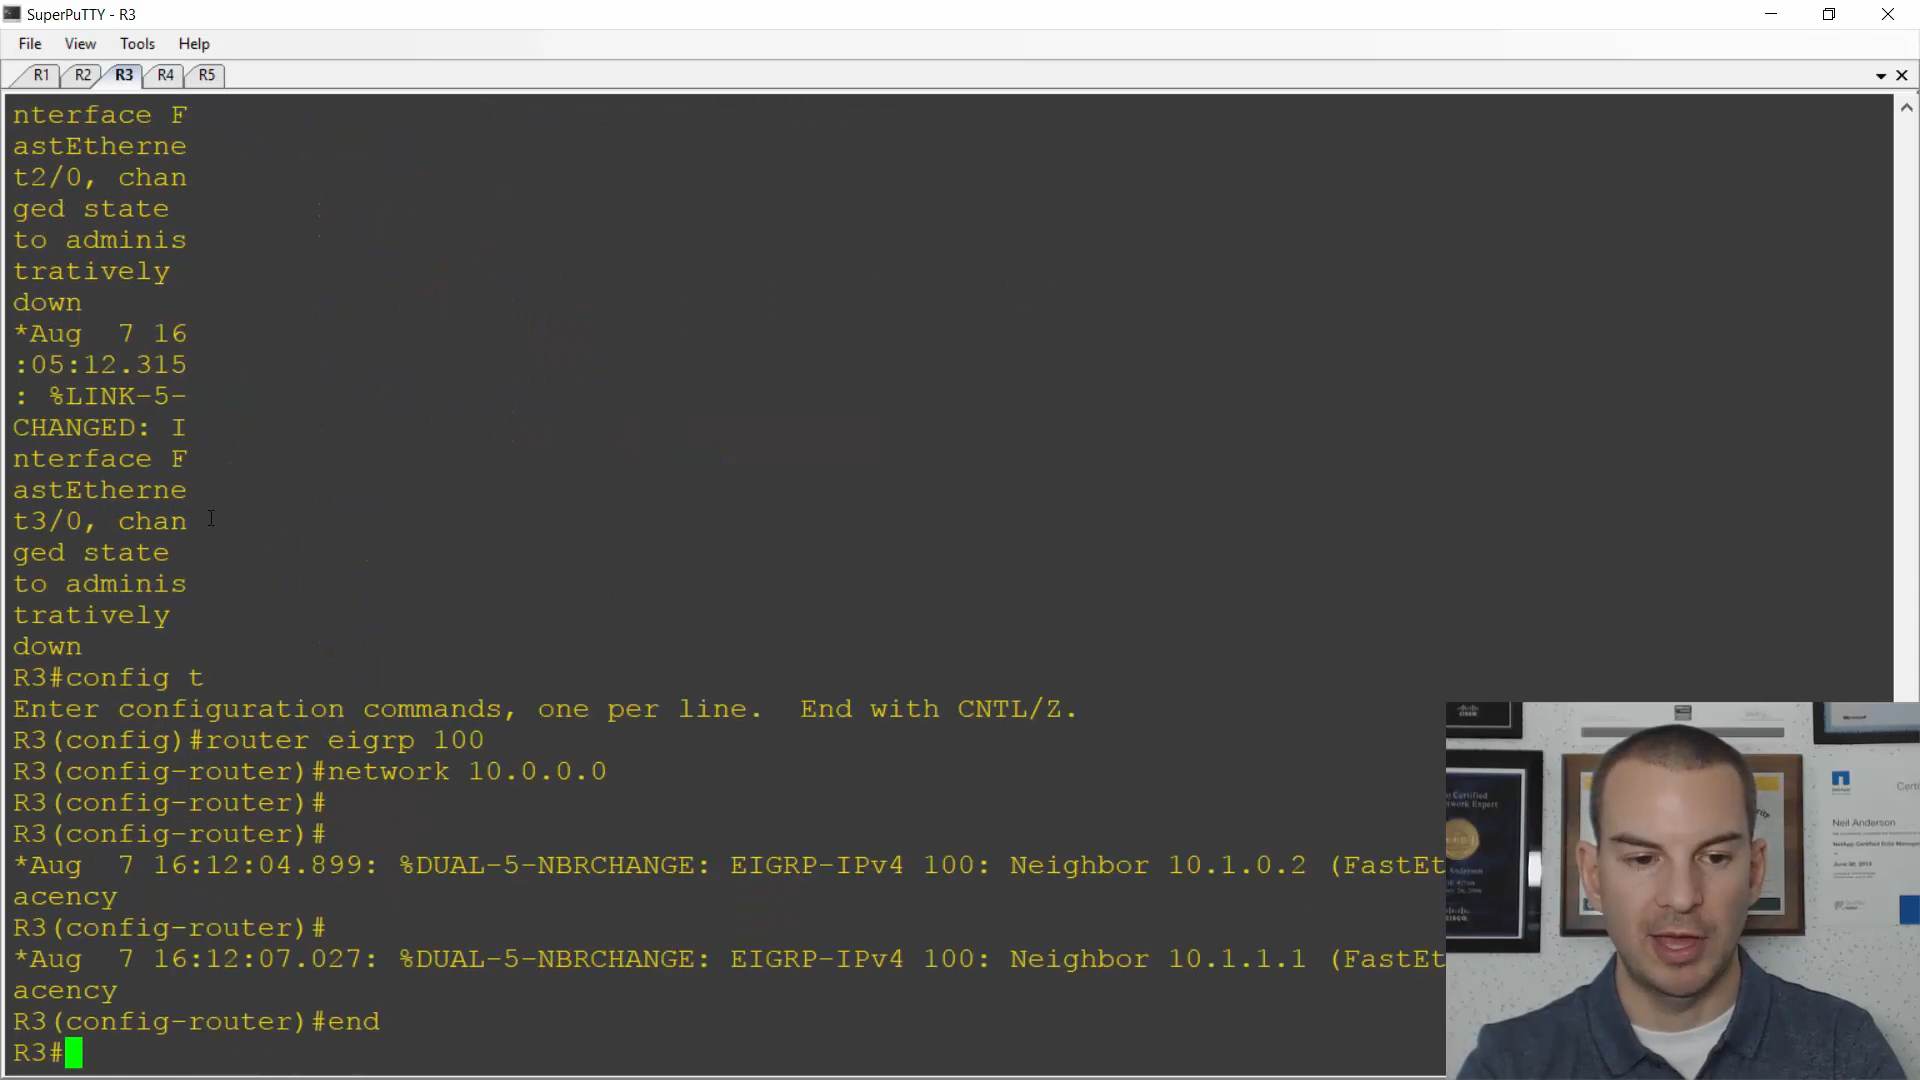 SuperPuTTY - R3
File View Tools Help
R1 R2 R3 R4 R5
nterface F
astEtherne
t2/0, chan
ged state
to adminis
tratively
down
*Aug  7 16
:05:12.315
: %LINK-5-
CHANGED: I
nterface F
astEtherne
t3/0, chan
ged state
to adminis
tratively
down
R3#config t
Enter configuration commands, one per line.  End with CNTL/Z.
R3(config)#router eigrp 100
R3(config-router)#network 10.0.0.0
R3(config-router)#
R3(config-router)#
*Aug  7 16:12:04.899: %DUAL-5-NBRCHANGE: EIGRP-IPv4 100: Neighbor 10.1.0.2 (FastEt
acency
R3(config-router)#
*Aug  7 16:12:07.027: %DUAL-5-NBRCHANGE: EIGRP-IPv4 100: Neighbor 10.1.1.1 (FastEt
acency
R3(config-router)#end
R3#
Neil Anderson